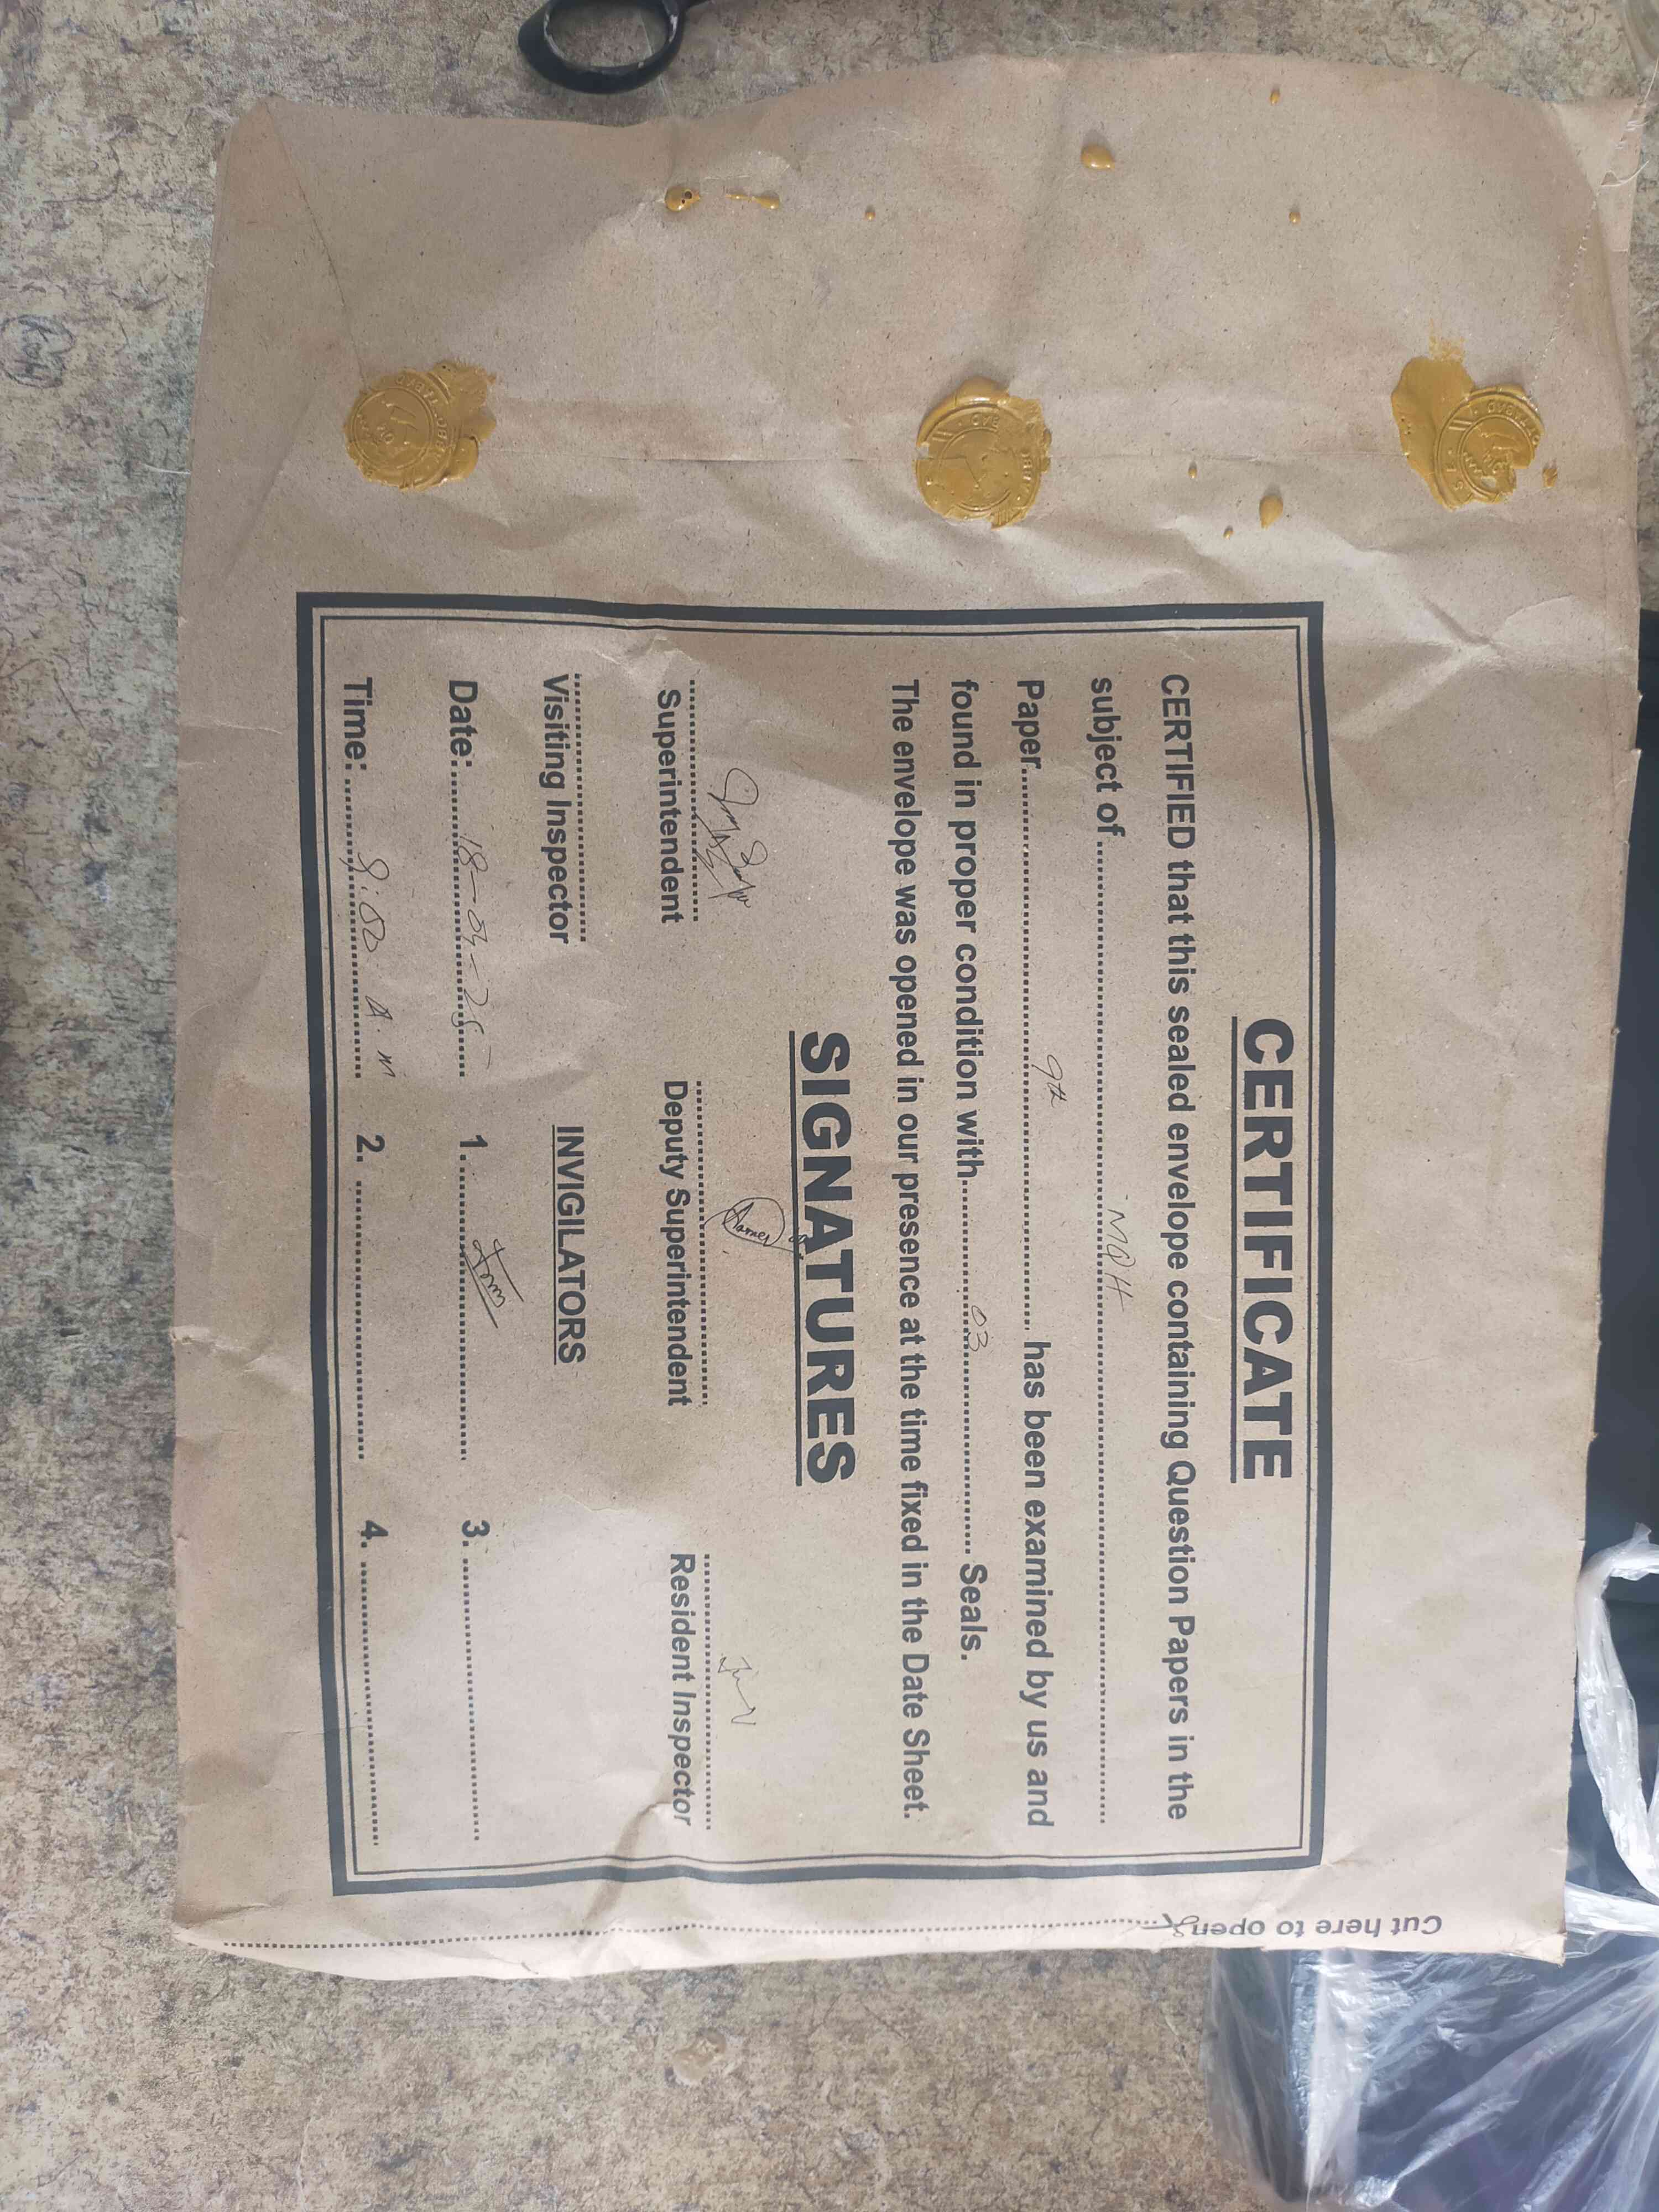 CERTIFICATE
CERTIFIED that this sealed envelope containing Question Papers in the
subject of.......... MQH ..........
Paper.......... 9th .......... has been examined by us and
found in proper condition with.......... 03 .......... Seals.
The envelope was opened in our presence at the time fixed in the Date Sheet.
SIGNATURES
Superintendent Deputy Superintendent Resident Inspector
Visiting Inspector INVIGILATORS
Date: 18-04-25 1. 3.
Time: 9:00 A.m 2. 4.
Cut here to open